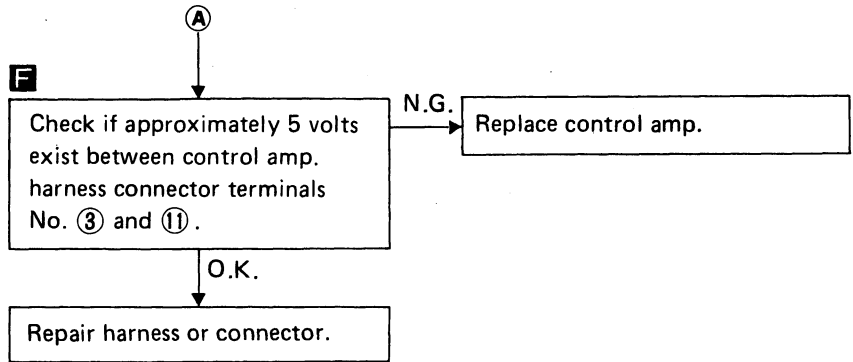 Ⓐ
F
Check if approximately 5 volts
exist between control amp.
harness connector terminals
No. ③ and ⑪.
N.G.
Replace control amp.
O.K.
Repair harness or connector.